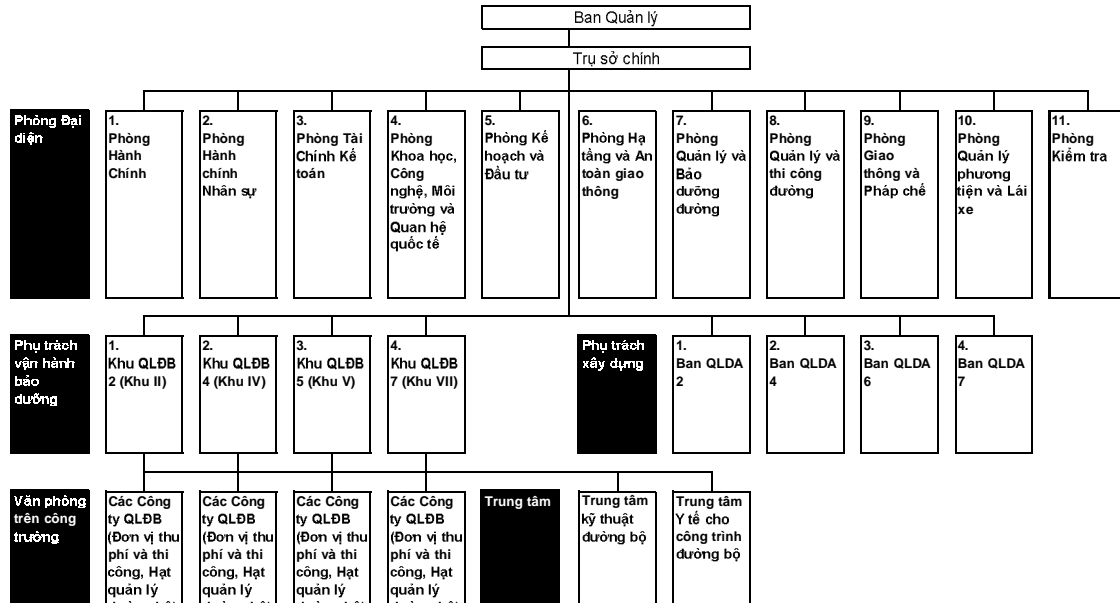 Ban Quản lý
Trụ sở chính
Phòng Đại
diện
1.
Phòng
Hành
Chính
2.
Phòng
Hành
chính
Nhân sự
3.
Phòng Tài
Chính Kế
toán
4.
Phòng
Khoa học,
Công
nghệ, Môi
trường và
Quan hệ
quốc tế
5.
Phòng Kế
hoạch và
Đầu tư
6.
Phòng Hạ
tầng và An
toàn giao
thông
7.
Phòng
Quản lý và
Bảo
dưỡng
đường
8.
Phòng
Quản lý và
thi công
đường
9.
Phòng
Giao
thông và
Pháp chế
10.
Phòng
Quản lý
phương
tiện và Lái
xe
11.
Phòng
Kiểm tra
Phụ trách
vận hành
bảo
dưỡng
1.
Khu QLĐB
2 (Khu II)
2.
Khu QLĐB
4 (Khu IV)
3.
Khu QLĐB
5 (Khu V)
4.
Khu QLĐB
7 (Khu VII)
Phụ trách
xây dựng
1.
Ban QLDA
2
2.
Ban QLDA
4
3.
Ban QLDA
6
4.
Ban QLDA
7
Văn phòng
trên công
trường
Các Công
ty QLĐB
(Đơn vị thu
phí và thi
công, Hạt
quản lý
Các Công
ty QLĐB
(Đơn vị thu
phí và thi
công, Hạt
quản lý
Các Công
ty QLĐB
(Đơn vị thu
phí và thi
công, Hạt
quản lý
Các Công
ty QLĐB
(Đơn vị thu
phí và thi
công, Hạt
quản lý
Trung tâm
Trung tâm
kỹ thuật
đường bộ
Trung tâm
Y tế cho
công trình
đường bộ